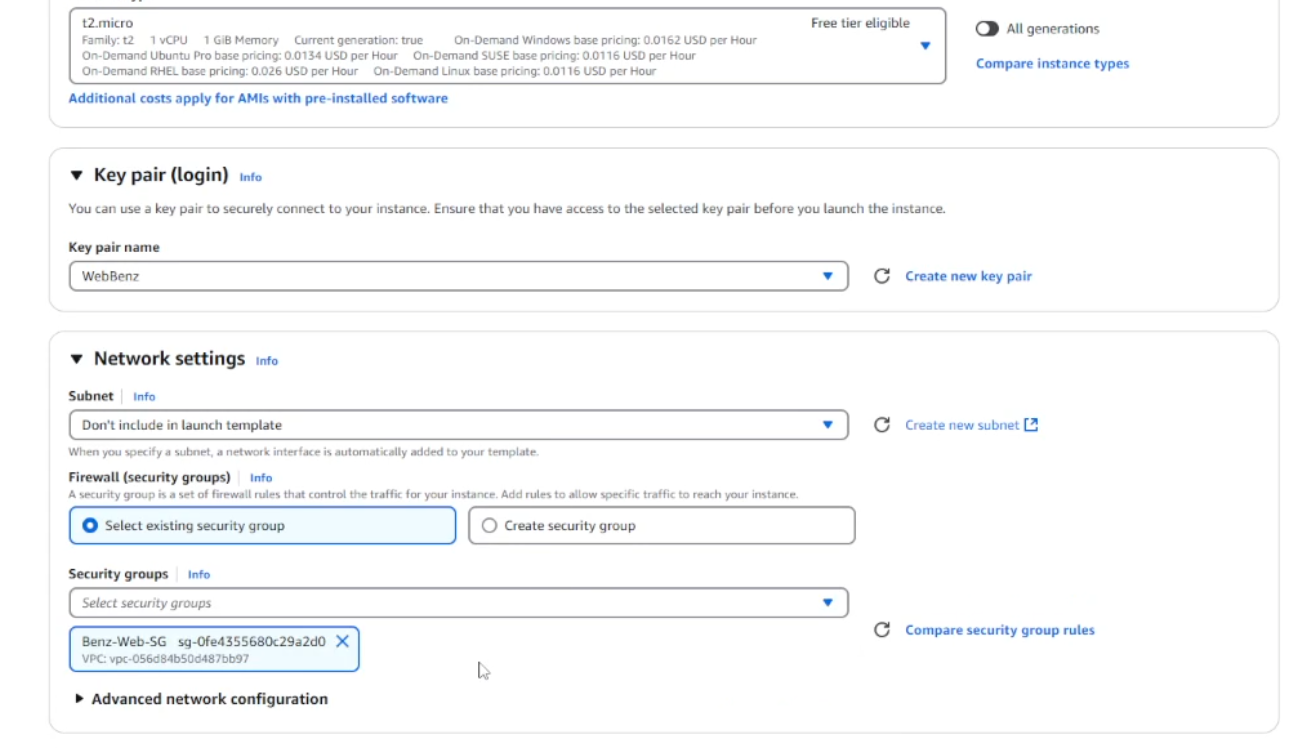 t2.micro Free tier eligible
Family: t2 1 vCPU 1 GiB Memory Current generation: true On-Demand Windows base pricing: 0.0162 USD per Hour
On-Demand Ubuntu Pro base pricing: 0.0134 USD per Hour On-Demand SUSE base pricing: 0.0116 USD per Hour
On-Demand RHEL base pricing: 0.026 USD per Hour On-Demand Linux base pricing: 0.0116 USD per Hour
All generations
Compare instance types
Additional costs apply for AMIs with pre-installed software
Key pair (login) Info
You can use a key pair to securely connect to your instance. Ensure that you have access to the selected key pair before you launch the instance.
Key pair name
WebBenz
Create new key pair
Network settings Info
Subnet Info
Don't include in launch template
Create new subnet
When you specify a subnet, a network interface is automatically added to your template.
Firewall (security groups) Info
A security group is a set of firewall rules that control the traffic for your instance. Add rules to allow specific traffic to reach your instance.
Select existing security group Create security group
Security groups Info
Select security groups
Benz-Web-SG sg-0fe4355680c29a2d0
VPC: vpc-056d84b50d487bb97
Compare security group rules
Advanced network configuration